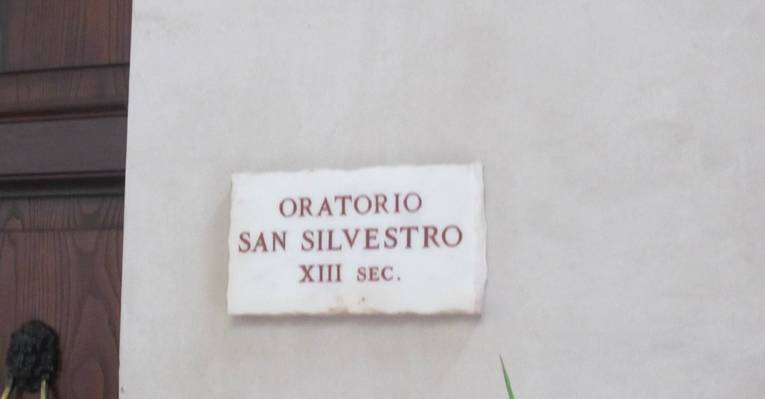 ORATORIO
SAN SILVESTRO
XIII SEC.